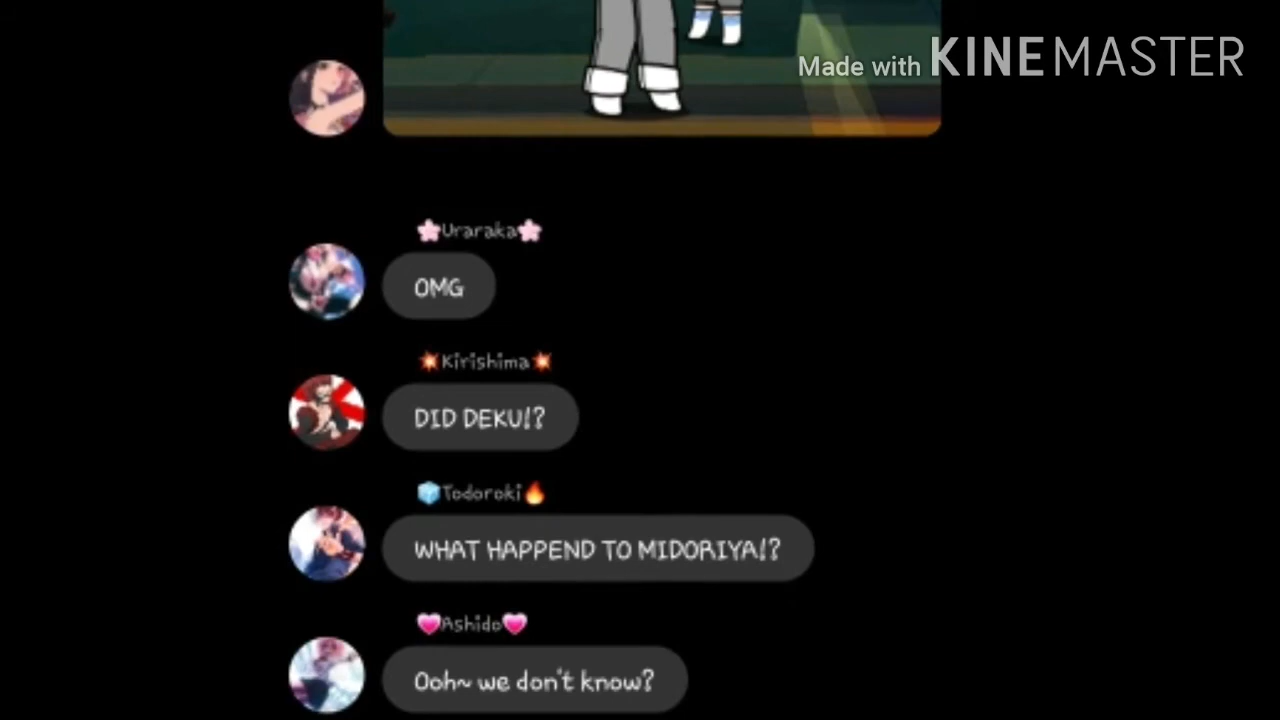 Made with KINEMASTER
🌸Uraraka🌸
OMG
💥Kirishima💥
DID DEKU!?
🧊Todoroki🔥
WHAT HAPPEND TO MIDORIYA!?
💗Ashido💗
Ooh~ we don't know?